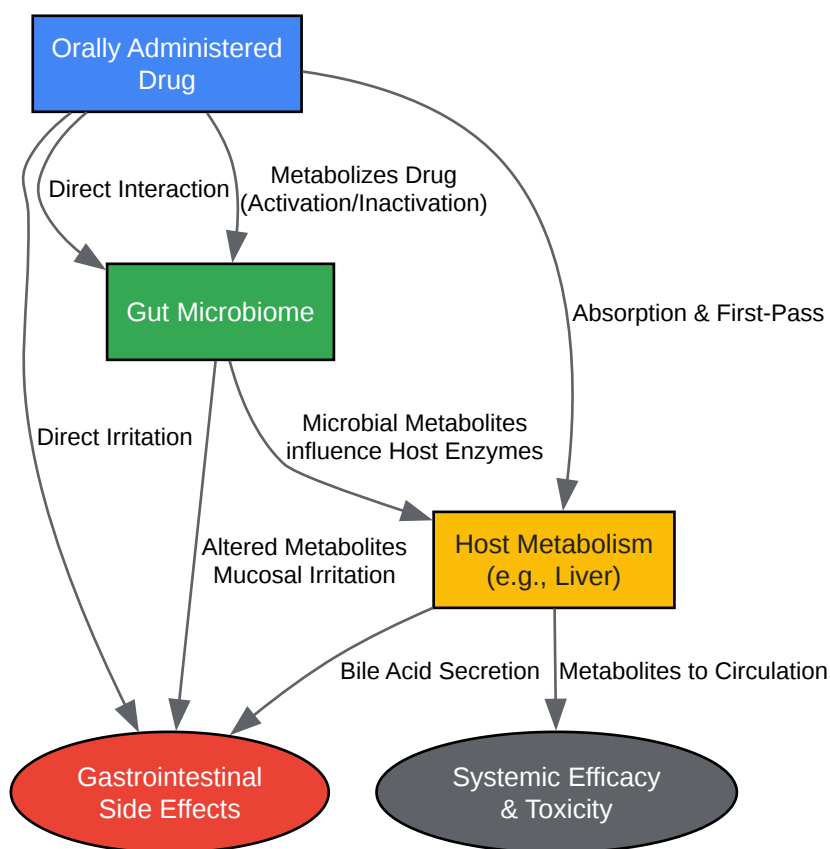 Orally Administered
Drug
Direct Interaction
Metabolizes Drug
(Activation/Inactivation)
Gut Microbiome
Absorption & First-Pass
Direct Irritation
Microbial Metabolites
influence Host Enzymes
Altered Metabolites
Mucosal Irritation
Host Metabolism
(e.g., Liver)
Bile Acid Secretion
Metabolites to Circulation
Gastrointestinal
Side Effects
Systemic Efficacy
& Toxicity